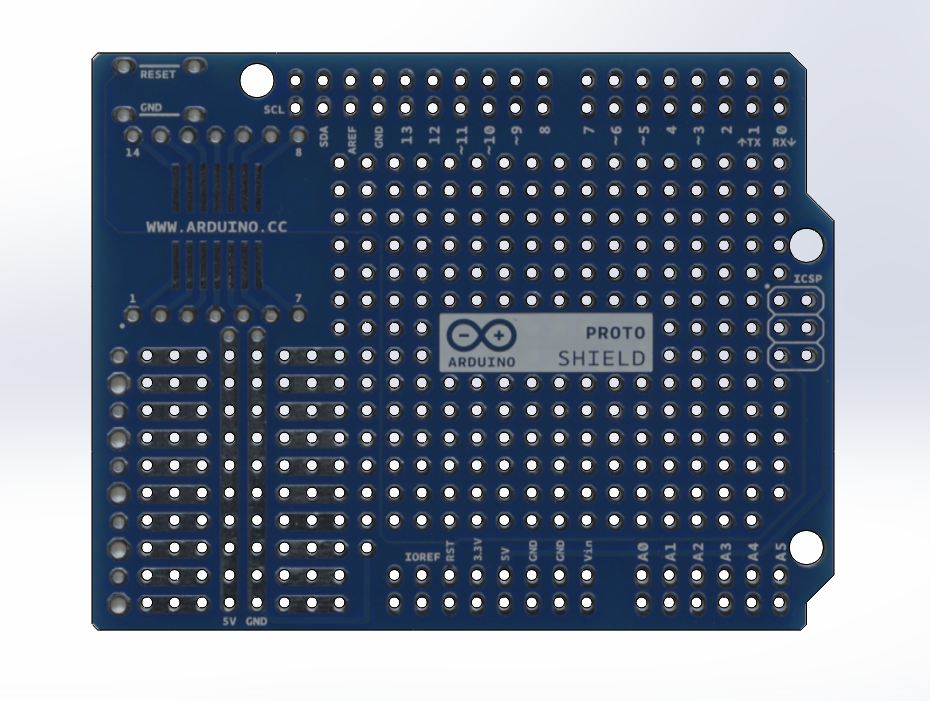 RESET
GND
SCL
SDA
AREF
GND
13
12
~11
~10
~9
8
7
~6
~5
4
~3
2
↑TX 1
RX↓ 0
14
8
WWW.ARDUINO.CC
1
7
ICSP
PROTO
SHIELD
ARDUINO
IOREF
RST
3.3V
5V
GND
GND
Vin
A0
A1
A2
A3
A4
A5
5V GND